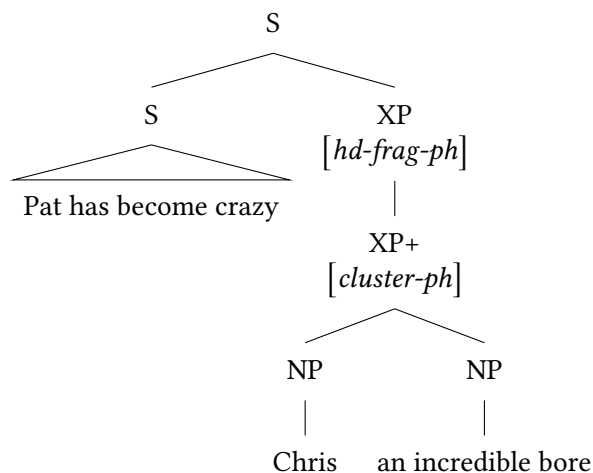 S
S XP
[hd-frag-ph]
Pat has become crazy
XP+
[cluster-ph]
NP NP
Chris an incredible bore